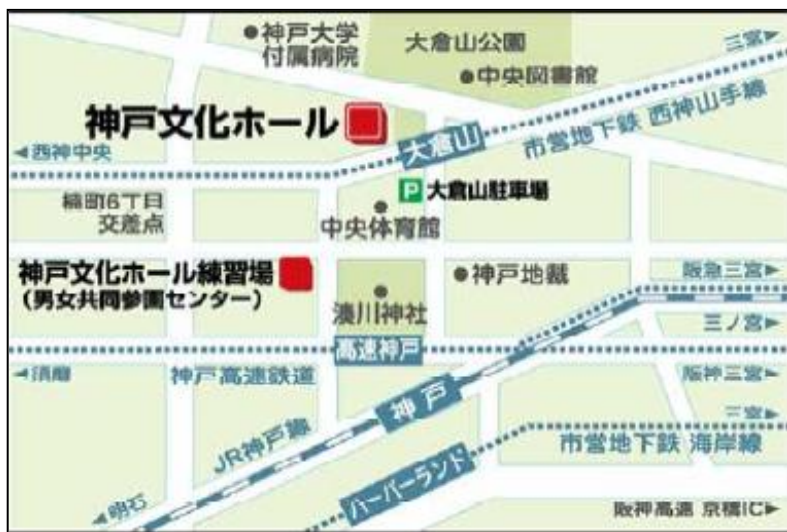 神戸大学
付属病院
大倉山公園
中央図書館
三宮▶
神戸文化ホール
大倉山
市営地下鉄 西神山手線
◀西神中央
P 大倉山駐車場
楠町6丁目
交差点
中央体育館
神戸文化ホール練習場
(男女共同参画センター)
神戸地裁
阪急三宮▶
湊川神社
三ノ宮▶
高速神戸
◀須磨
神戸高速鉄道
阪神三宮▶
神戸
三宮▶
JR神戸線
市営地下鉄 海岸線
ハーバーランド
◀明石
阪神高速 京橋IC▶